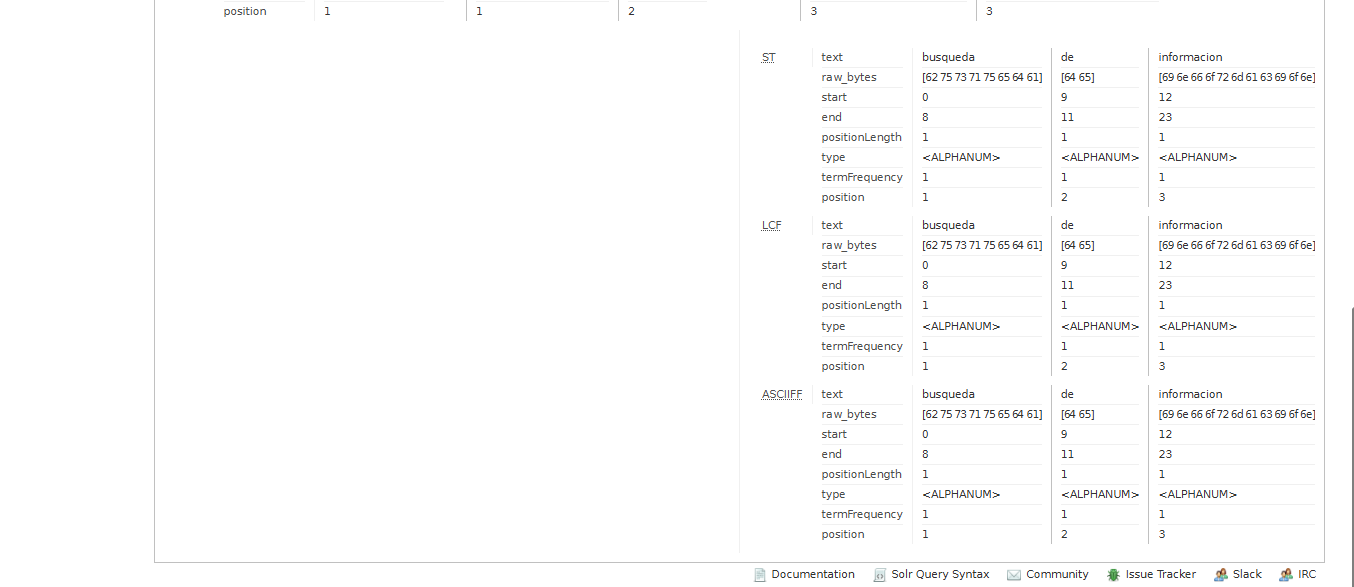 position 1 1 2 3 3
ST text busqueda de informacion
raw_bytes [62 75 73 71 75 65 64 61] [64 65] [69 6e 66 6f 72 6d 61 63 69 6f 6e]
start 0 9 12
end 8 11 23
positionLength 1 1 1
type <ALPHANUM> <ALPHANUM> <ALPHANUM>
termFrequency 1 1 1
position 1 2 3
LCF text busqueda de informacion
raw_bytes [62 75 73 71 75 65 64 61] [64 65] [69 6e 66 6f 72 6d 61 63 69 6f 6e]
start 0 9 12
end 8 11 23
positionLength 1 1 1
type <ALPHANUM> <ALPHANUM> <ALPHANUM>
termFrequency 1 1 1
position 1 2 3
ASCIIFF text busqueda de informacion
raw_bytes [62 75 73 71 75 65 64 61] [64 65] [69 6e 66 6f 72 6d 61 63 69 6f 6e]
start 0 9 12
end 8 11 23
positionLength 1 1 1
type <ALPHANUM> <ALPHANUM> <ALPHANUM>
termFrequency 1 1 1
position 1 2 3
Documentation Solr Query Syntax Community Issue Tracker Slack IRC